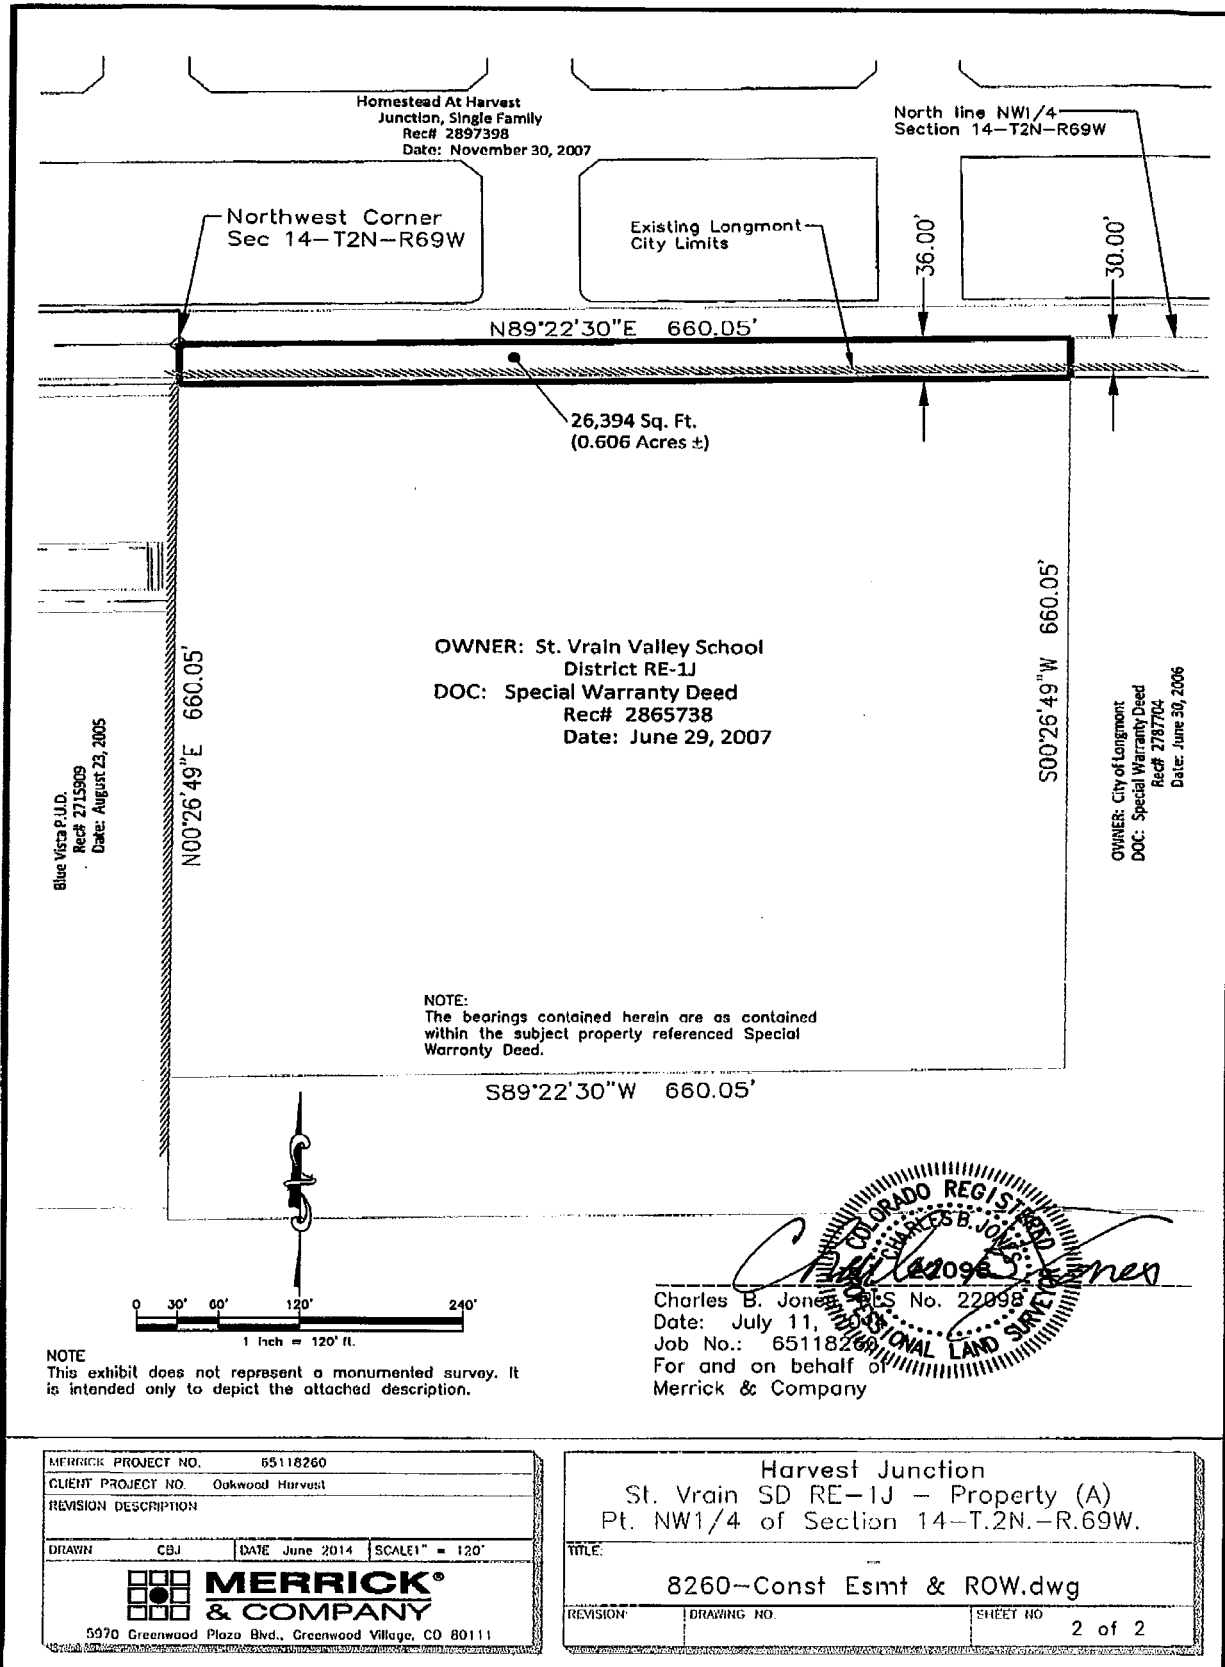 Homestead At Harvest
Junction, Single Family
Rec# 2897398
Date: November 30, 2007
North line NW1/4
Section 14-T2N-R69W
Northwest Corner
Sec 14-T2N-R69W
Existing Longmont
City Limits
36.00'
30.00'
N89°22'30"E 660.05'
26,394 Sq. Ft.
(0.606 Acres ±)
OWNER: St. Vrain Valley School
District RE-1J
DOC: Special Warranty Deed
Rec# 2865738
Date: June 29, 2007
N00°26'49"E 660.05'
S00°26'49"W 660.05'
Blue Vista P.U.D.
Rec# 2715909
Date: August 23, 2005
OWNER: City of Longmont
DOC: Special Warranty Deed
Rec# 2787704
Date: June 30, 2006
NOTE:
The bearings contained herein are as contained
within the subject property referenced Special
Warranty Deed.
S89°22'30"W 660.05'
0 30' 60' 120' 240'
1 inch = 120' ft.
NOTE
This exhibit does not represent a monumented survey. It
is intended only to depict the attached description.
COLORADO REGISTERED
CHARLES B. JONES
22098
PROFESSIONAL LAND SURVEYOR
Charles B. Jones
Charles B. Jones, PLS No. 22098
Date: July 11,
Job No.: 65118260
For and on behalf of
Merrick & Company
MERRICK PROJECT NO. 65118260
CLIENT PROJECT NO. Oakwood Harvest
REVISION DESCRIPTION
DRAWN CBJ DATE June 2014 SCALE1" = 120'
MERRICK®
& COMPANY
5970 Greenwood Plaza Blvd., Greenwood Village, CO 80111
Harvest Junction
St. Vrain SD RE-1J - Property (A)
Pt. NW1/4 of Section 14-T.2N.-R.69W.
TITLE:
8260-Const Esmt & ROW.dwg
REVISION: DRAWING NO. SHEET NO
2 of 2